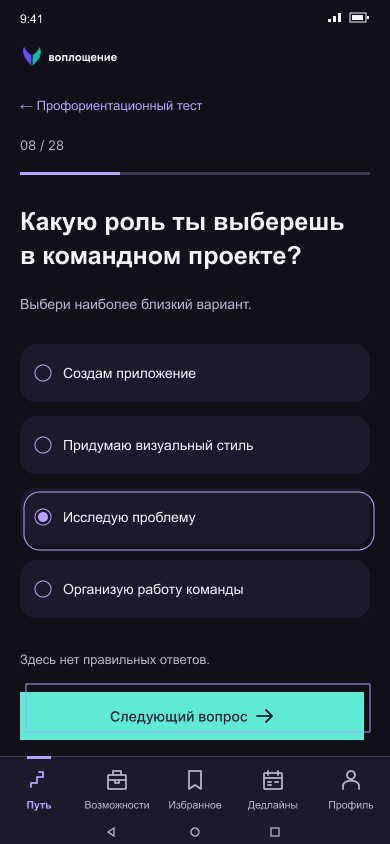 9:41
воплощение
← Профориентационный тест
08 / 28
Какую роль ты выберешь
в командном проекте?
Выбери наиболее близкий вариант.
Создам приложение
Придумаю визуальный стиль
Исследую проблему
Организую работу команды
Здесь нет правильных ответов.
Следующий вопрос →
Путь Возможности Избранное Дедлайны Профиль